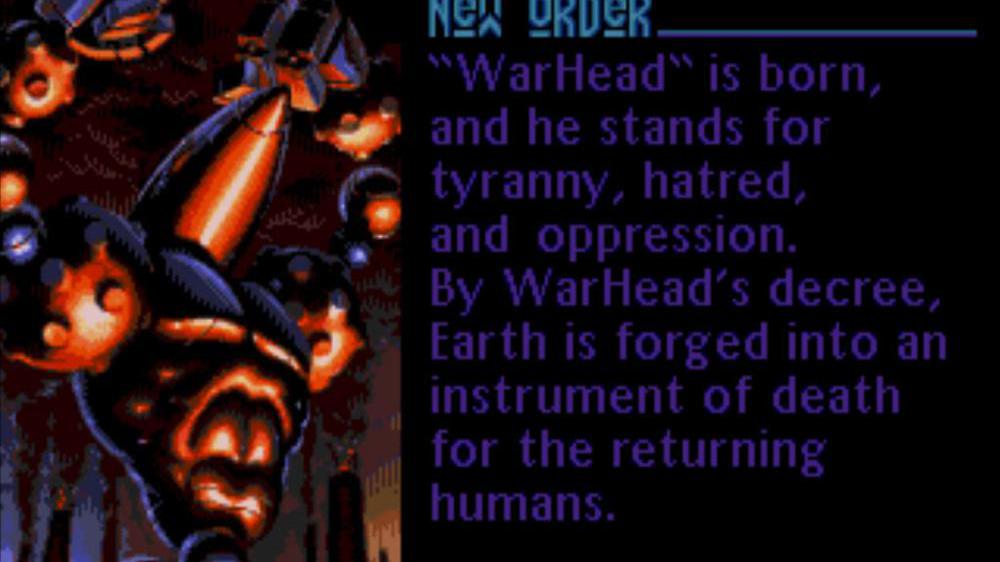 NEW ORDER
``WarHead`` is born,
and he stands for
tyranny, hatred,
and oppression.
By WarHead's decree,
Earth is forged into an
instrument of death
for the returning
humans.